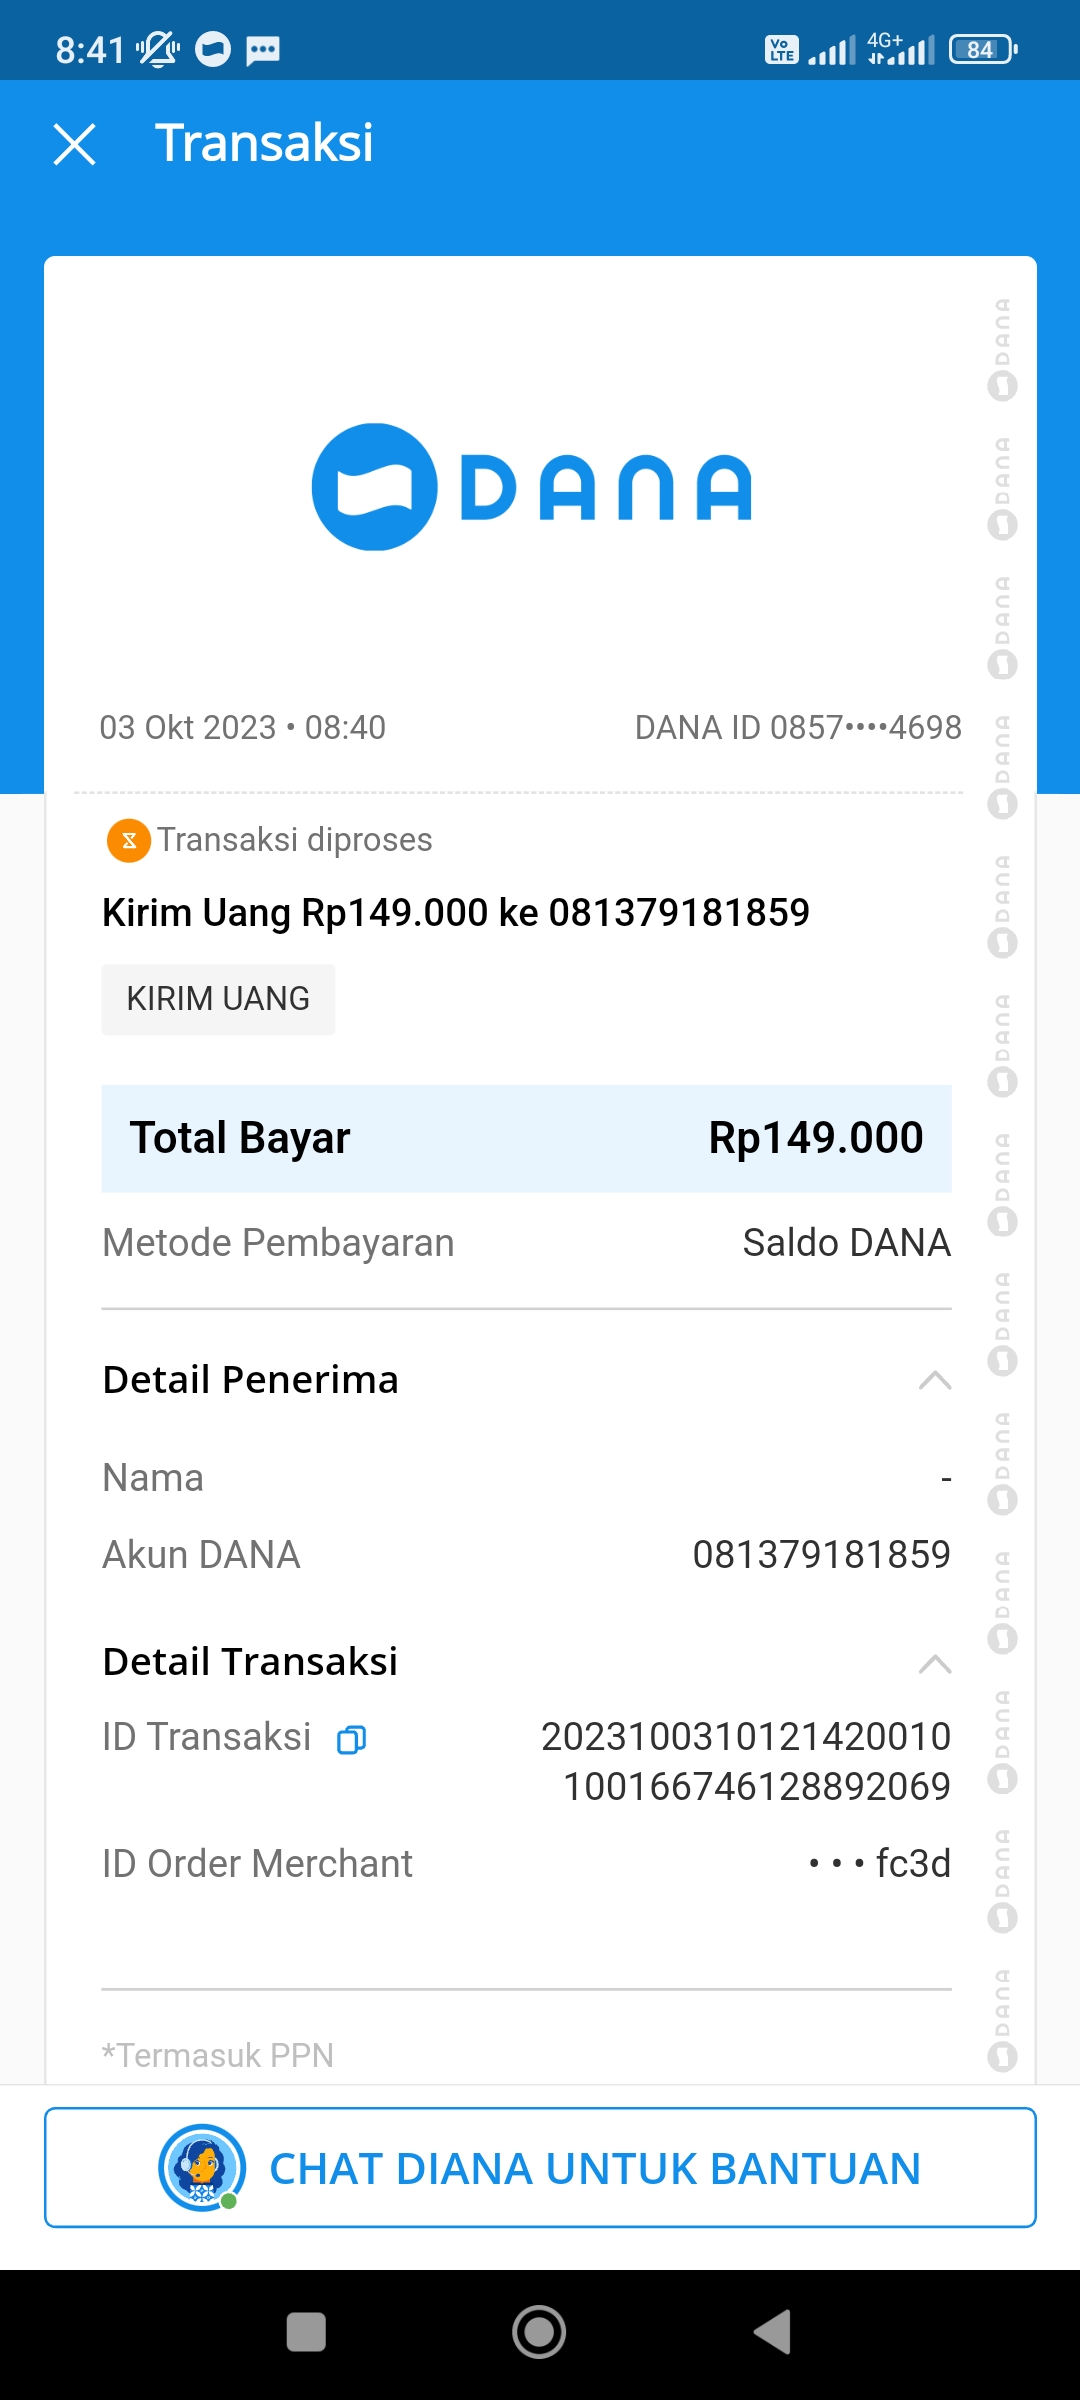 8:41
Vo LTE 4G+ 84
Transaksi
DANA
03 Okt 2023 • 08:40 DANA ID 0857••••4698
Transaksi diproses
Kirim Uang Rp149.000 ke 081379181859
KIRIM UANG
Total Bayar Rp149.000
Metode Pembayaran Saldo DANA
Detail Penerima
Nama -
Akun DANA 081379181859
Detail Transaksi
ID Transaksi 2023100310121420010
100166746128892069
ID Order Merchant • • • fc3d
*Termasuk PPN
CHAT DIANA UNTUK BANTUAN
DANA
DANA
DANA
DANA
DANA
DANA
DANA
DANA
DANA
DANA
DANA
DANA
DANA